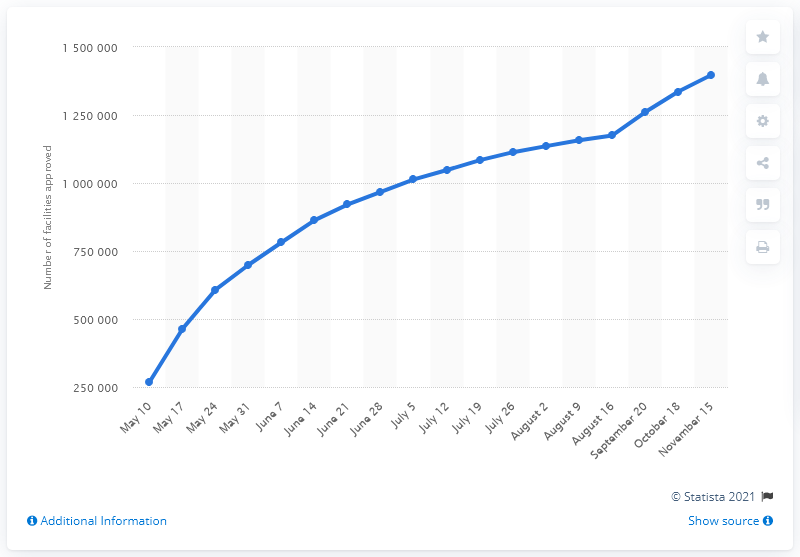 1 500 000
1 250 000
1 000 000
750 000
500 000
250 000
Number of facilities approved
May 10
May 17
May 24
May 31
June 7
June 14
June 21
June 28
July 5
July 12
July 19
July 26
August 2
August 9
August 16
September 20
October 18
November 15
© Statista 2021
Additional Information
Show source